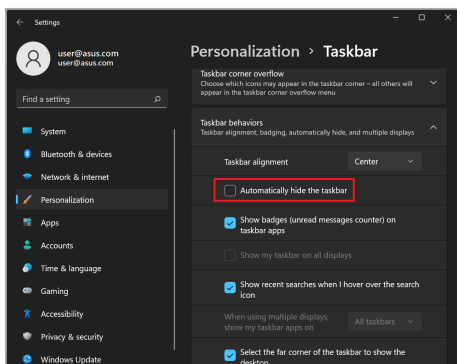 Settings
user@asus.com
user@asus.com
Find a setting
System
Bluetooth & devices
Network & internet
Personalization
Apps
Accounts
Time & language
Gaming
Accessibility
Privacy & security
Windows Update
Personalization > Taskbar
Taskbar corner overflow
Choose which icons may appear in the taskbar corner – all others will
appear in the taskbar corner overflow menu
Taskbar behaviors
Taskbar alignment, badging, automatically hide, and multiple displays
Taskbar alignment
Center
Automatically hide the taskbar
Show badges (unread messages counter) on
taskbar apps
Show my taskbar on all displays
Show recent searches when I hover over the search
icon
When using multiple displays,
show my taskbar apps on
All taskbars
Select the far corner of the taskbar to show the
desktop